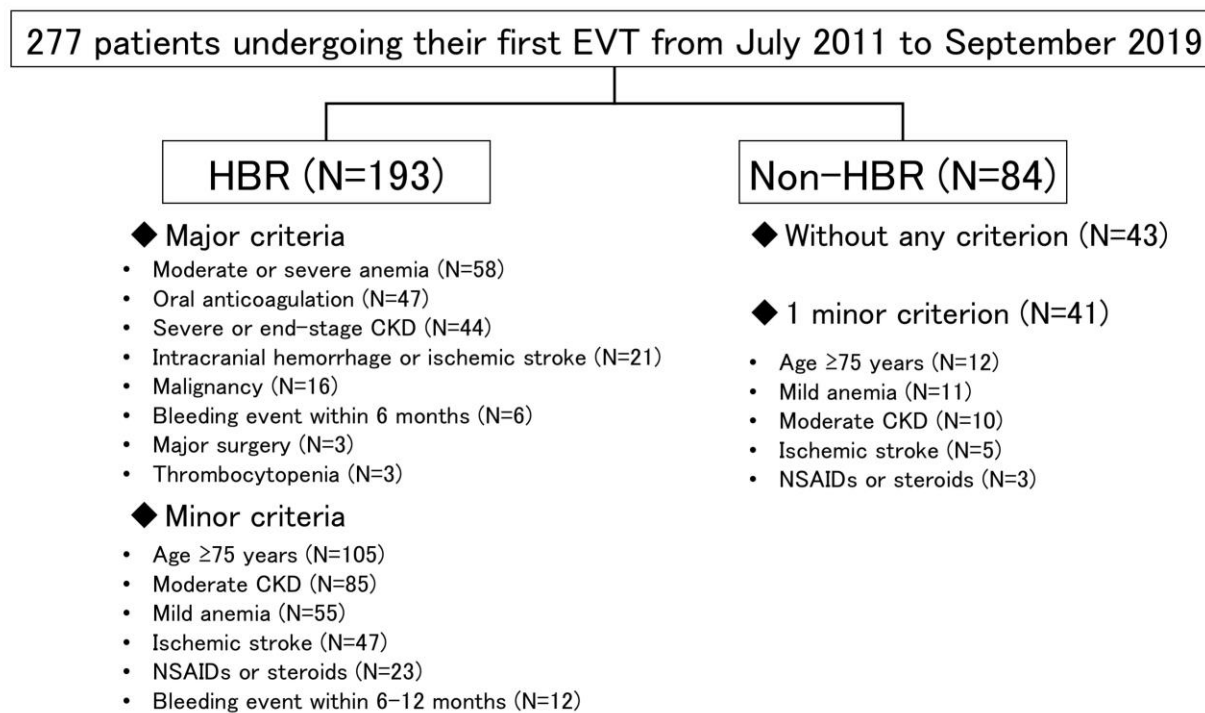 277 patients undergoing their first EVT from July 2011 to September 2019
HBR (N=193)
◆ Major criteria
• Moderate or severe anemia (N=58)
• Oral anticoagulation (N=47)
• Severe or end-stage CKD (N=44)
• Intracranial hemorrhage or ischemic stroke (N=21)
• Malignancy (N=16)
• Bleeding event within 6 months (N=6)
• Major surgery (N=3)
• Thrombocytopenia (N=3)
◆ Minor criteria
• Age ≥75 years (N=105)
• Moderate CKD (N=85)
• Mild anemia (N=55)
• Ischemic stroke (N=47)
• NSAIDs or steroids (N=23)
• Bleeding event within 6-12 months (N=12)
Non-HBR (N=84)
◆ Without any criterion (N=43)
◆ 1 minor criterion (N=41)
• Age ≥75 years (N=12)
• Mild anemia (N=11)
• Moderate CKD (N=10)
• Ischemic stroke (N=5)
• NSAIDs or steroids (N=3)